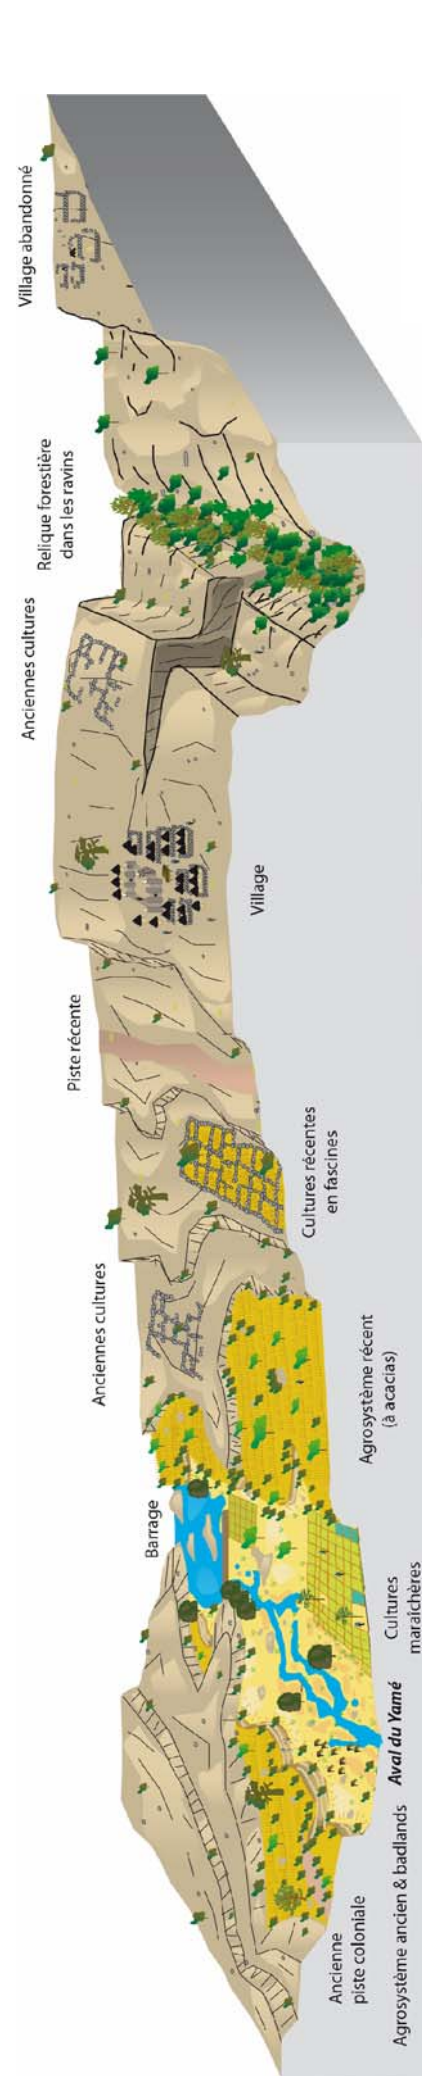 Village abandonné
Relique forestière
dans les ravins
Anciennes cultures
Village
Piste récente
Cultures récentes
en fascines
Anciennes cultures
Agrosystème récent
(à acacias)
Barrage
Cultures
maraichères
Aval du Yamé
Agrosystème ancien & badlands
Ancienne
piste coloniale